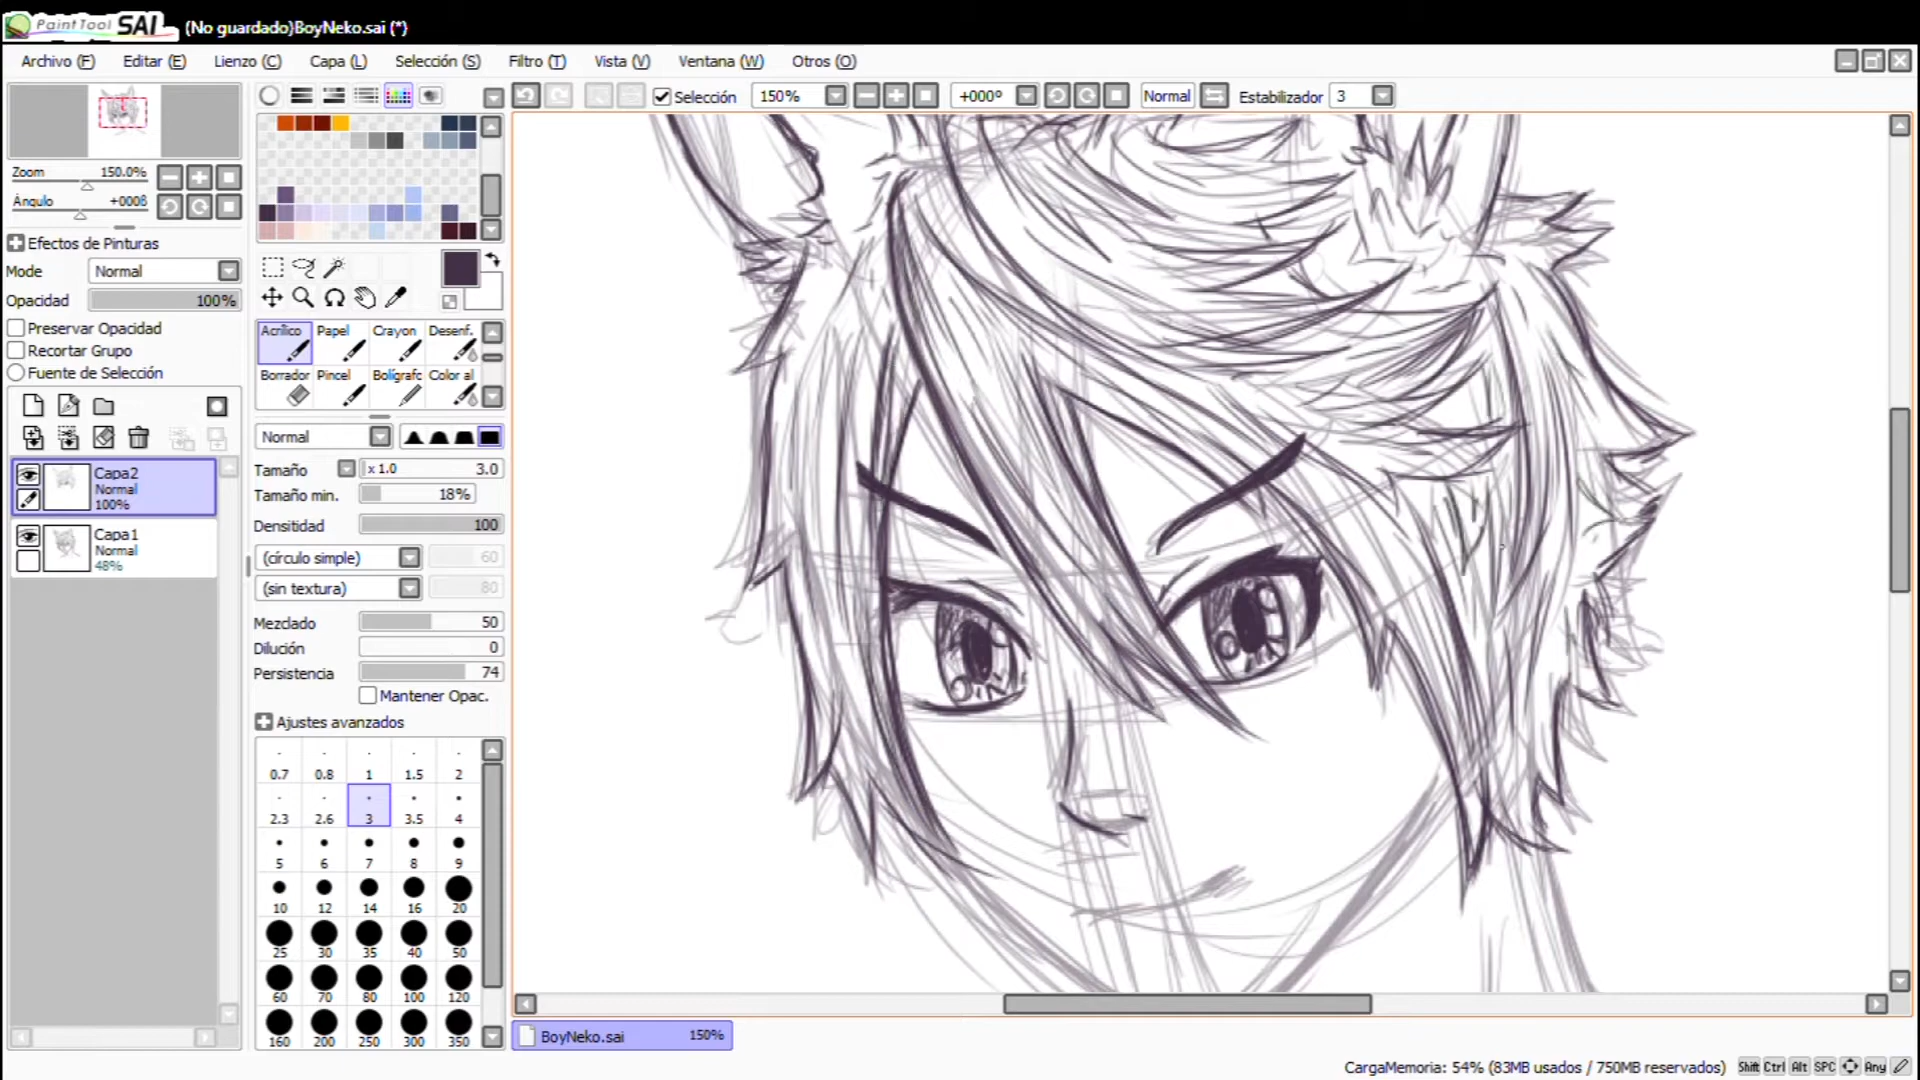 PaintTool SAI (No guardado)BoyNeko.sai (*)
Archivo (F) Editar (E) Lienzo (C) Capa (L) Selección (S) Filtro (T) Vista (V) Ventana (W) Otros (O)
Selección 150% +000º Normal Estabilizador 3
Zoom 150.0%
Ángulo +000ß
Efectos de Pinturas
Mode Normal
Opacidad 100%
Preservar Opacidad
Recortar Grupo
Fuente de Selección
Capa2
Normal
100%
Capa1
Normal
48%
Acrílico Papel Crayon Desenf.
Borrador Pincel Bolígrafc Color al
Normal
Tamaño x 1.0 3.0
Tamaño min. 18%
Densitidad 100
(círculo simple) 60
(sin textura) 80
Mezclado 50
Dilución 0
Persistencia 74
Mantener Opac.
Ajustes avanzados
0.7 0.8 1 1.5 2
2.3 2.6 3 3.5 4
5 6 7 8 9
10 12 14 16 20
25 30 35 40 50
60 70 80 100 120
160 200 250 300 350
BoyNeko.sai 150%
CargaMemoria: 54% (83MB usados / 750MB reservados) Shift Ctrl Alt SPC Any